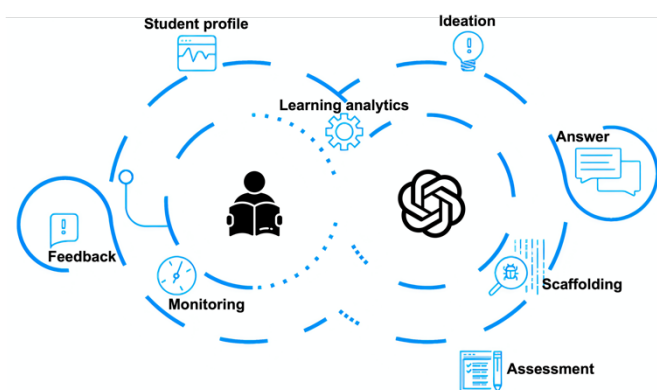 Student profile
Ideation
Learning analytics
Answer
Feedback
Scaffolding
Monitoring
Assessment